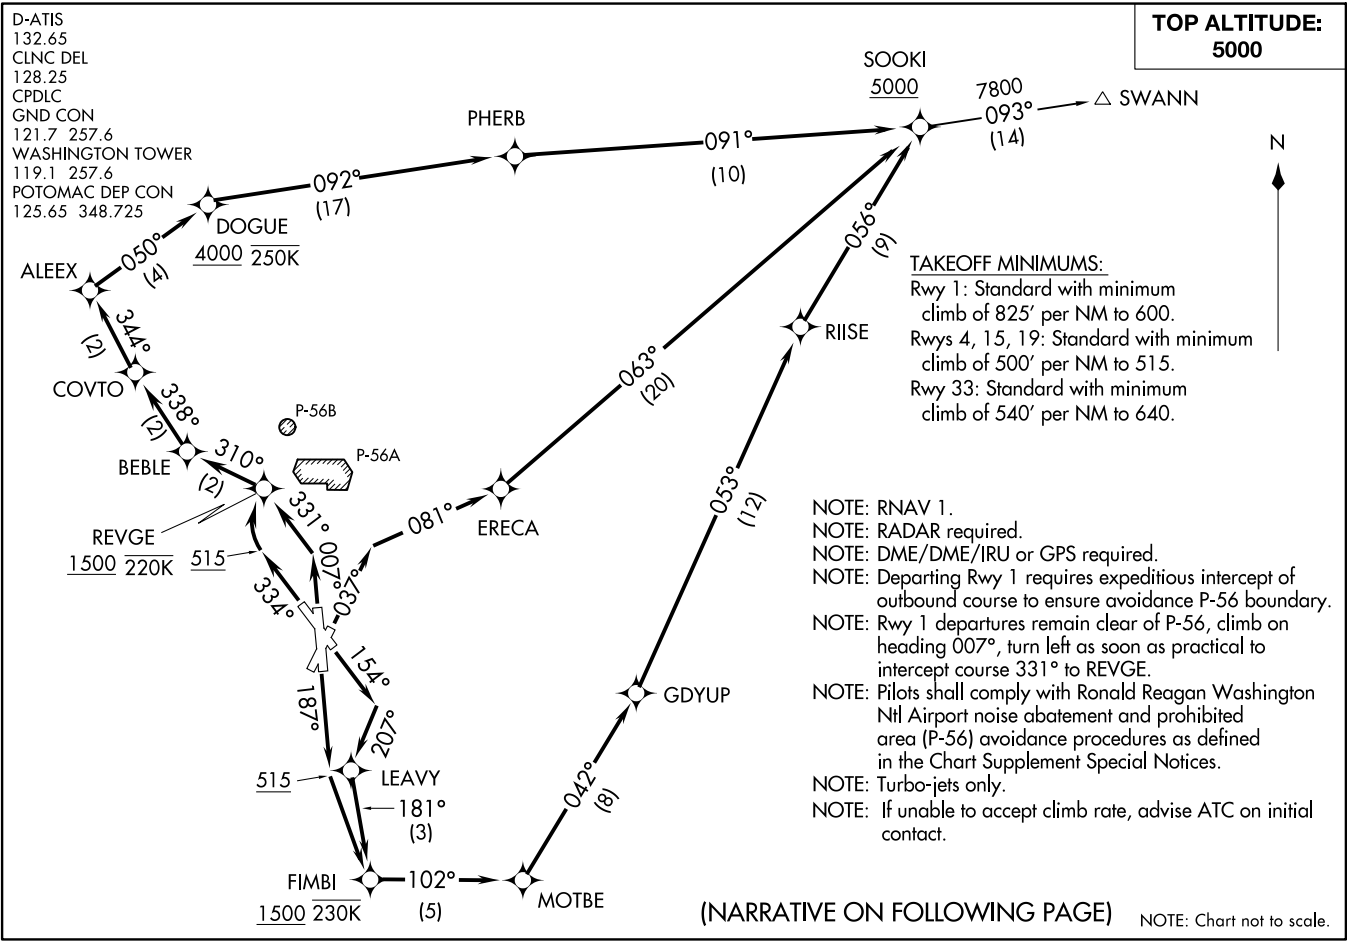 D-ATIS
132.65
CLNC DEL
128.25
CPDLC
GND CON
121.7 257.6
WASHINGTON TOWER
119.1 257.6
POTOMAC DEP CON
125.65 348.725
TOP ALTITUDE:
5000
SOOKI
5000
7800
093°
(14)
SWANN
PHERB
091°
(10)
092°
(17)
DOGUE
4000 250K
050°
(4)
ALEEX
344°
(2)
COVTO
338°
(2)
BEBLE
310°
(2)
P-56B
P-56A
REVGE
1500 220K
515
331°
007°
334°
037°
081°
ERECA
063°
(20)
056°
(9)
RIISE
053°
(12)
GDYUP
042°
(8)
MOTBE
102°
(5)
FIMBI
1500 230K
181°
(3)
LEAVY
515
187°
154°
207°
N
TAKEOFF MINIMUMS:
Rwy 1: Standard with minimum
climb of 825' per NM to 600.
Rwys 4, 15, 19: Standard with minimum
climb of 500' per NM to 515.
Rwy 33: Standard with minimum
climb of 540' per NM to 640.
NOTE: RNAV 1.
NOTE: RADAR required.
NOTE: DME/DME/IRU or GPS required.
NOTE: Departing Rwy 1 requires expeditious intercept of
outbound course to ensure avoidance P-56 boundary.
NOTE: Rwy 1 departures remain clear of P-56, climb on
heading 007°, turn left as soon as practical to
intercept course 331° to REVGE.
NOTE: Pilots shall comply with Ronald Reagan Washington
Ntl Airport noise abatement and prohibited
area (P-56) avoidance procedures as defined
in the Chart Supplement Special Notices.
NOTE: Turbo-jets only.
NOTE: If unable to accept climb rate, advise ATC on initial
contact.
(NARRATIVE ON FOLLOWING PAGE)
NOTE: Chart not to scale.